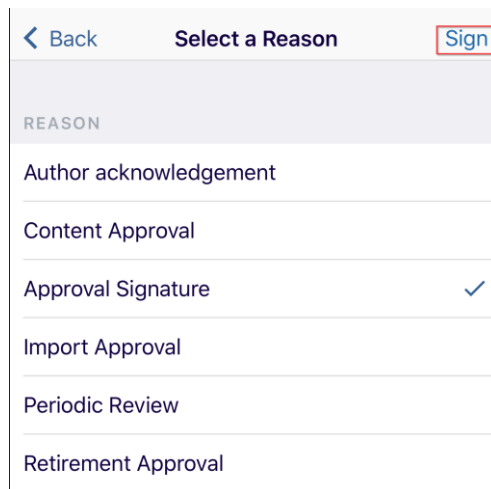 Back Select a Reason Sign
REASON
Author acknowledgement
Content Approval
Approval Signature
Import Approval
Periodic Review
Retirement Approval